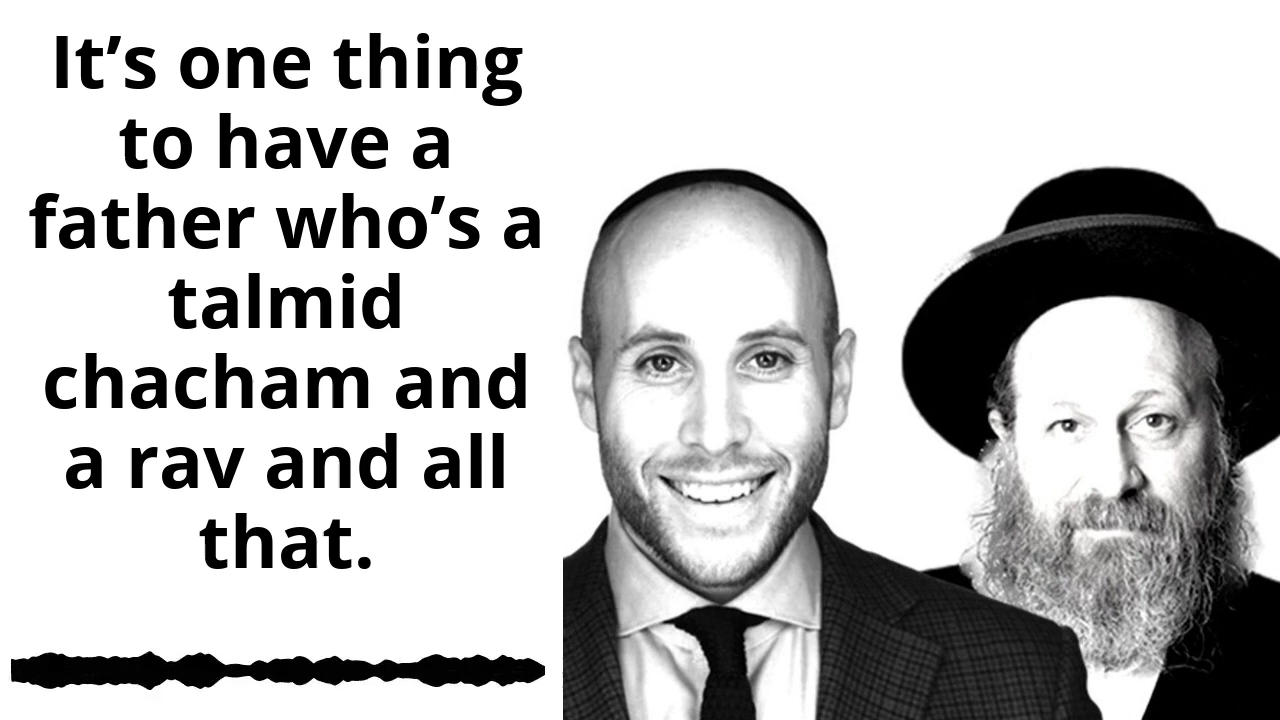 It’s one thing
to have a
father who’s a
talmid
chacham and
a rav and all
that.